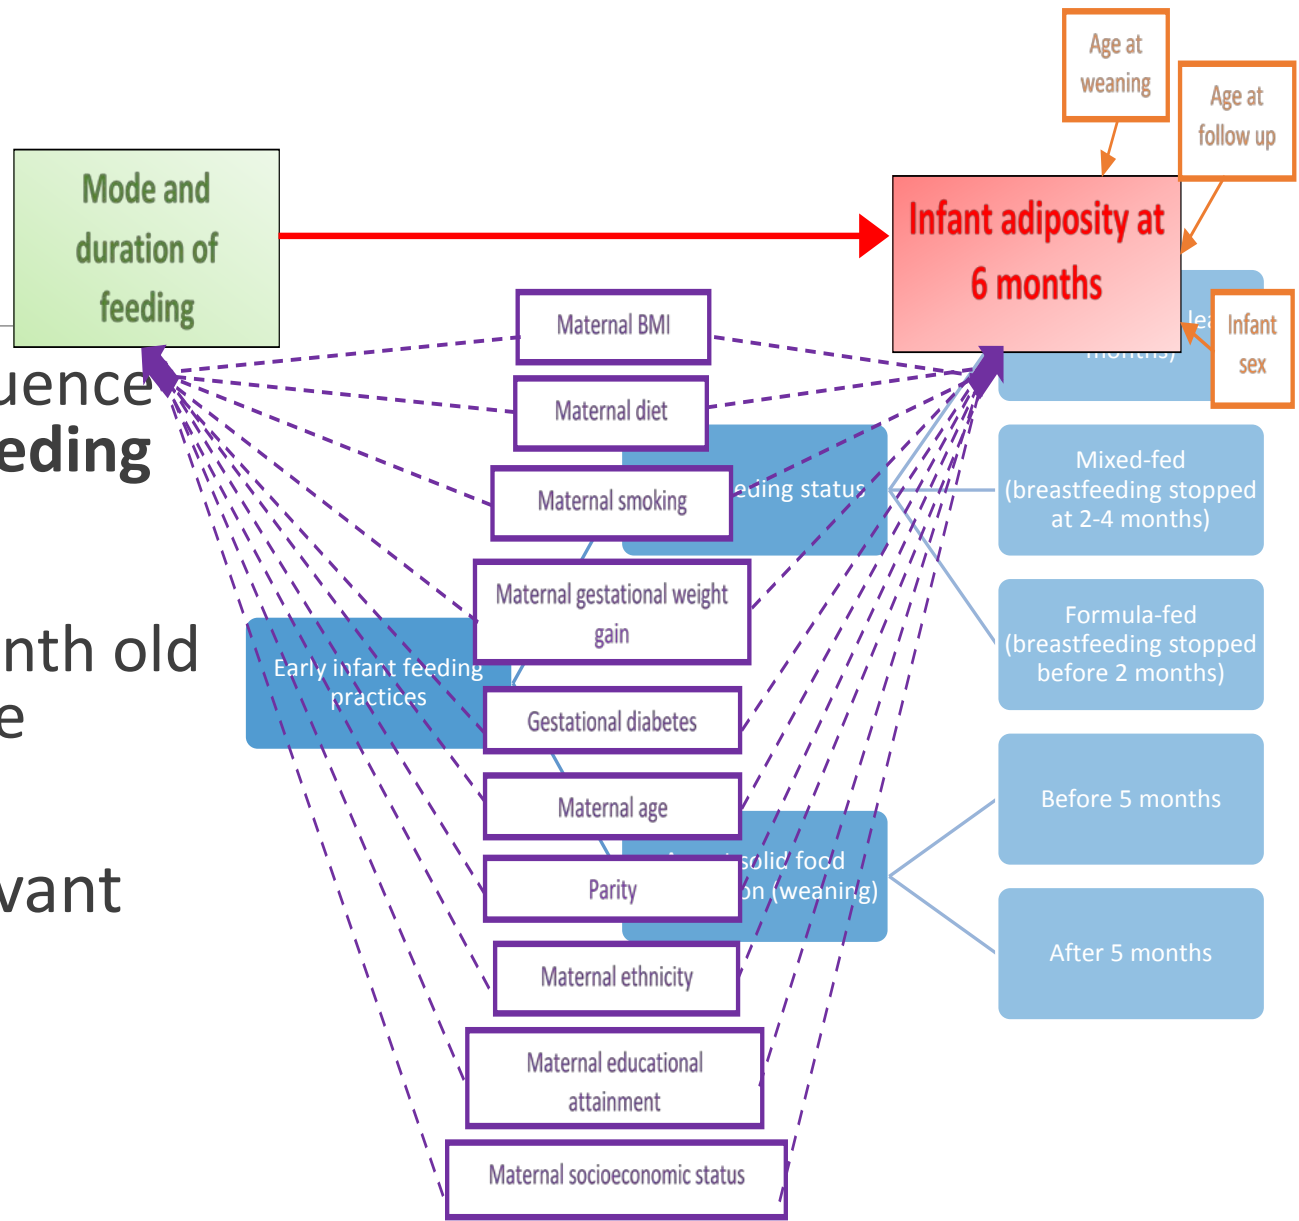 Age at
weaning
Age at
follow up
Mode and
duration of
feeding
Infant adiposity at
6 months
Infant
sex
months)
Maternal BMI
Maternal diet
Maternal smoking
Maternal gestational weight
gain
Gestational diabetes
Maternal age
Parity
Maternal ethnicity
Maternal educational
attainment
Maternal socioeconomic status
uence
eding
nth old
e
vant
Early infant feeding
practices
eding status
solid food
on (weaning)
Mixed-fed
(breastfeeding stopped
at 2-4 months)
Formula-fed
(breastfeeding stopped
before 2 months)
Before 5 months
After 5 months